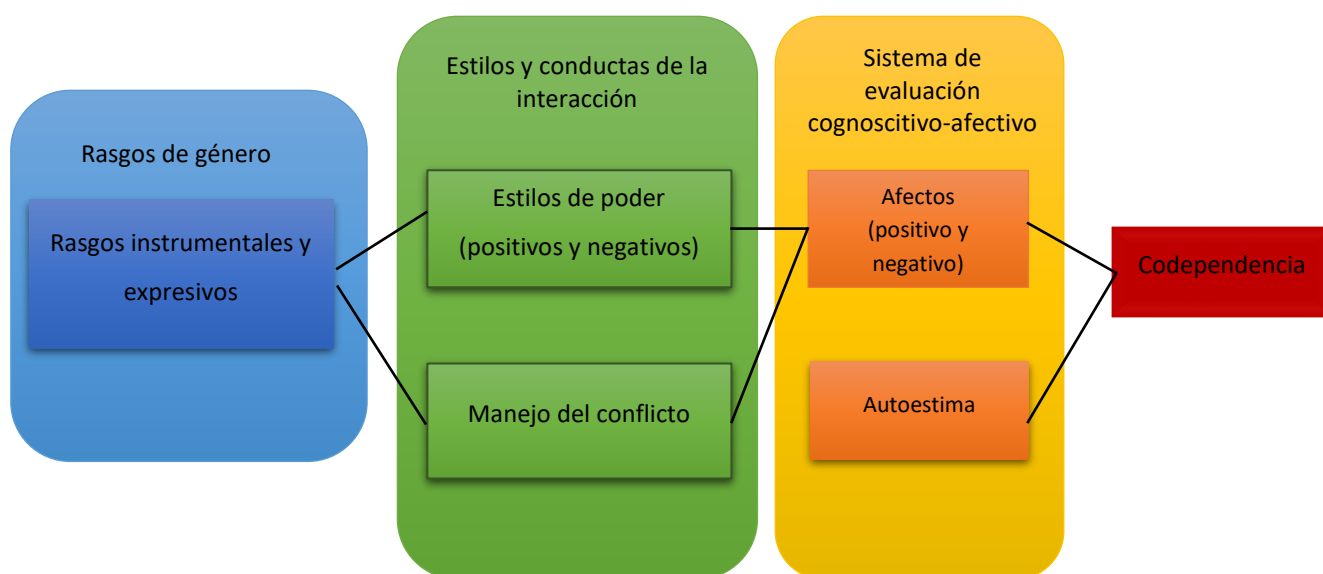 Rasgos de género
Rasgos instrumentales y
expresivos
Estilos y conductas de la
interacción
Estilos de poder
(positivos y negativos)
Manejo del conflicto
Sistema de
evaluación
cognoscitivo-afectivo
Afectos
(positivo y
negativo)
Autoestima
Codependencia